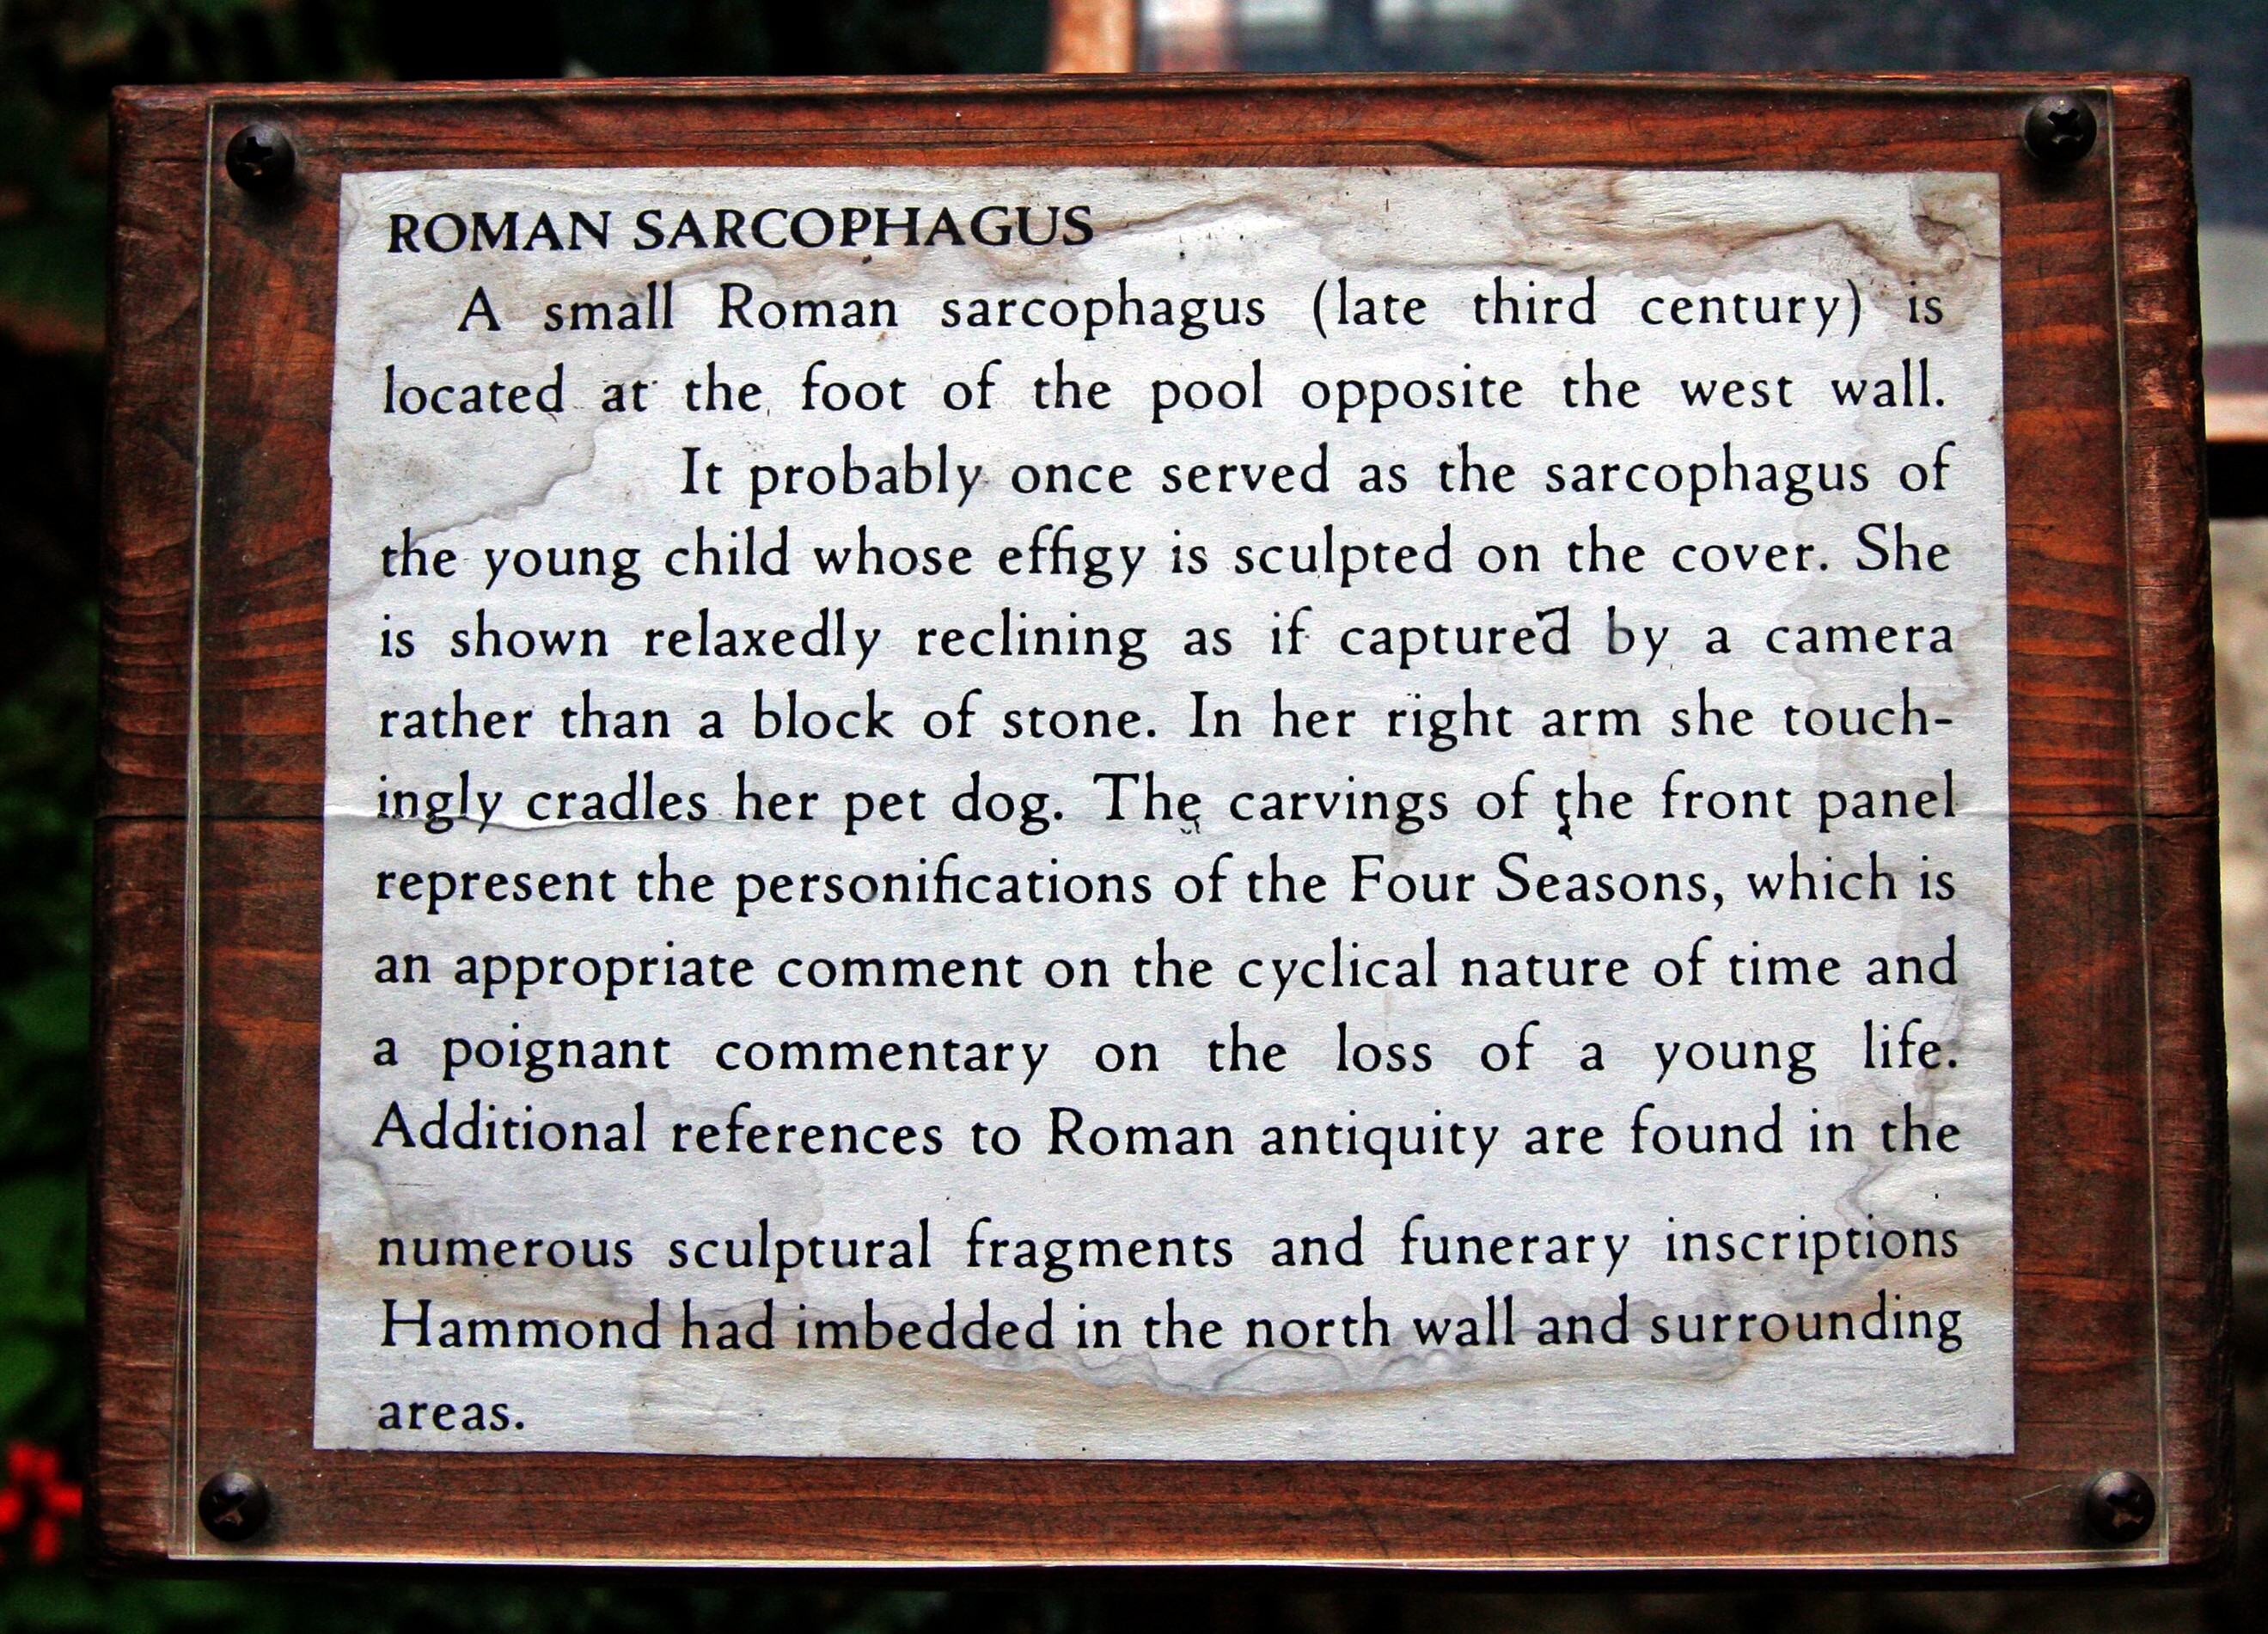 ROMAN SARCOPHAGUS
A small Roman sarcophagus (late third century) is
located at the foot of the pool opposite the west wall.
It probably once served as the sarcophagus of
the young child whose effigy is sculpted on the cover. She
is shown relaxedly reclining as if captured by a camera
rather than a block of stone. In her right arm she touch-
ingly cradles her pet dog. The carvings of the front panel
represent the personifications of the Four Seasons, which is
an appropriate comment on the cyclical nature of time and
a poignant commentary on the loss of a young life.
Additional references to Roman antiquity are found in the
numerous sculptural fragments and funerary inscriptions
Hammond had imbedded in the north wall and surrounding
areas.